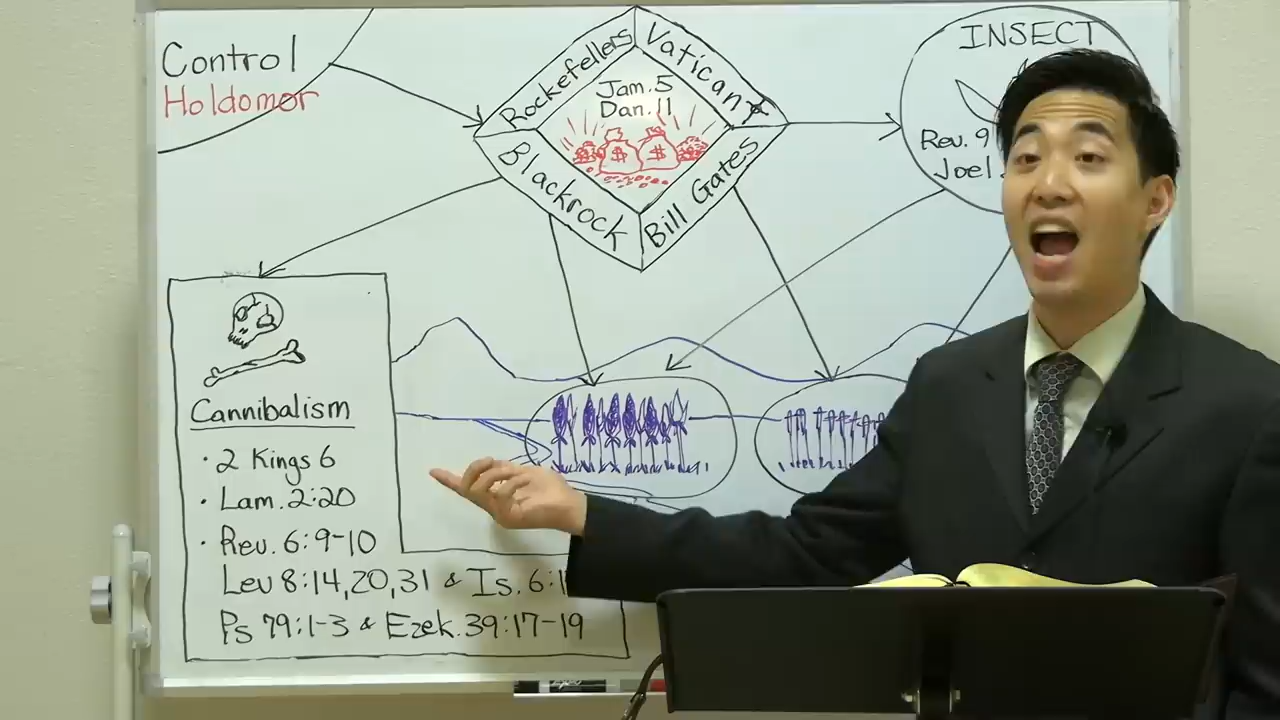 Control
Holdomor
Rockefellers
Vatican +
Jam. 5
Dan. 11
$ $
Blackrock
Bill Gates
INSECT
Rev. 9
Joel
Cannibalism
· 2 Kings 6
· Lam. 2:20
· Rev. 6:9-10
Lev 8:14,20,31 & Is. 6:1
Ps 79:1-3 & Ezek. 39:17-19